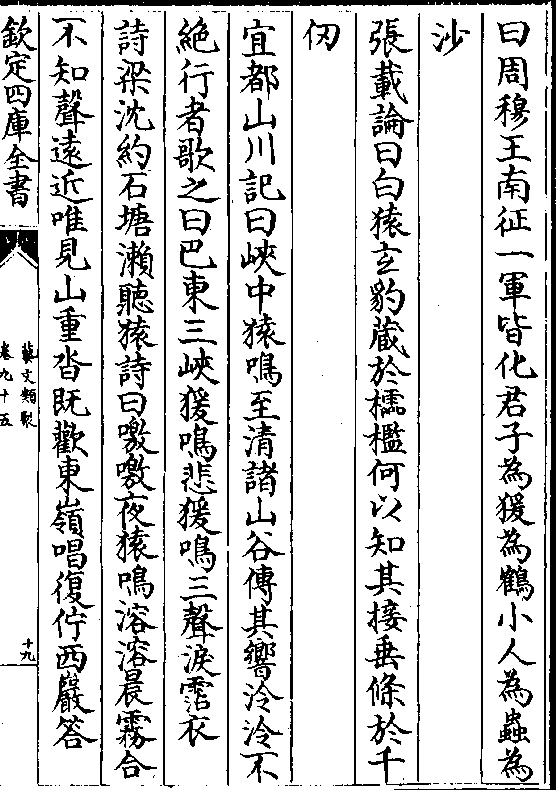 曰周穆王南征一軍皆化君子為猨為鶴小人為蟲為
沙
張載論曰白猿玄豹蔵於櫺檻何以知其接垂條於千
仞
宜都山川記曰峽中猿鳴至清諸山谷傳其響泠泠不
絶行者歌之曰巴東三峽猨鳴悲猨鳴三聲淚霑衣
詩梁沈約石塘瀨聽猿詩曰噭噭夜猿鳴溶溶晨霧合
不知聲遠近唯見山重沓既歡東嶺唱復佇西巖答
欽定四庫全書
藝文類聚
卷九十五
十九